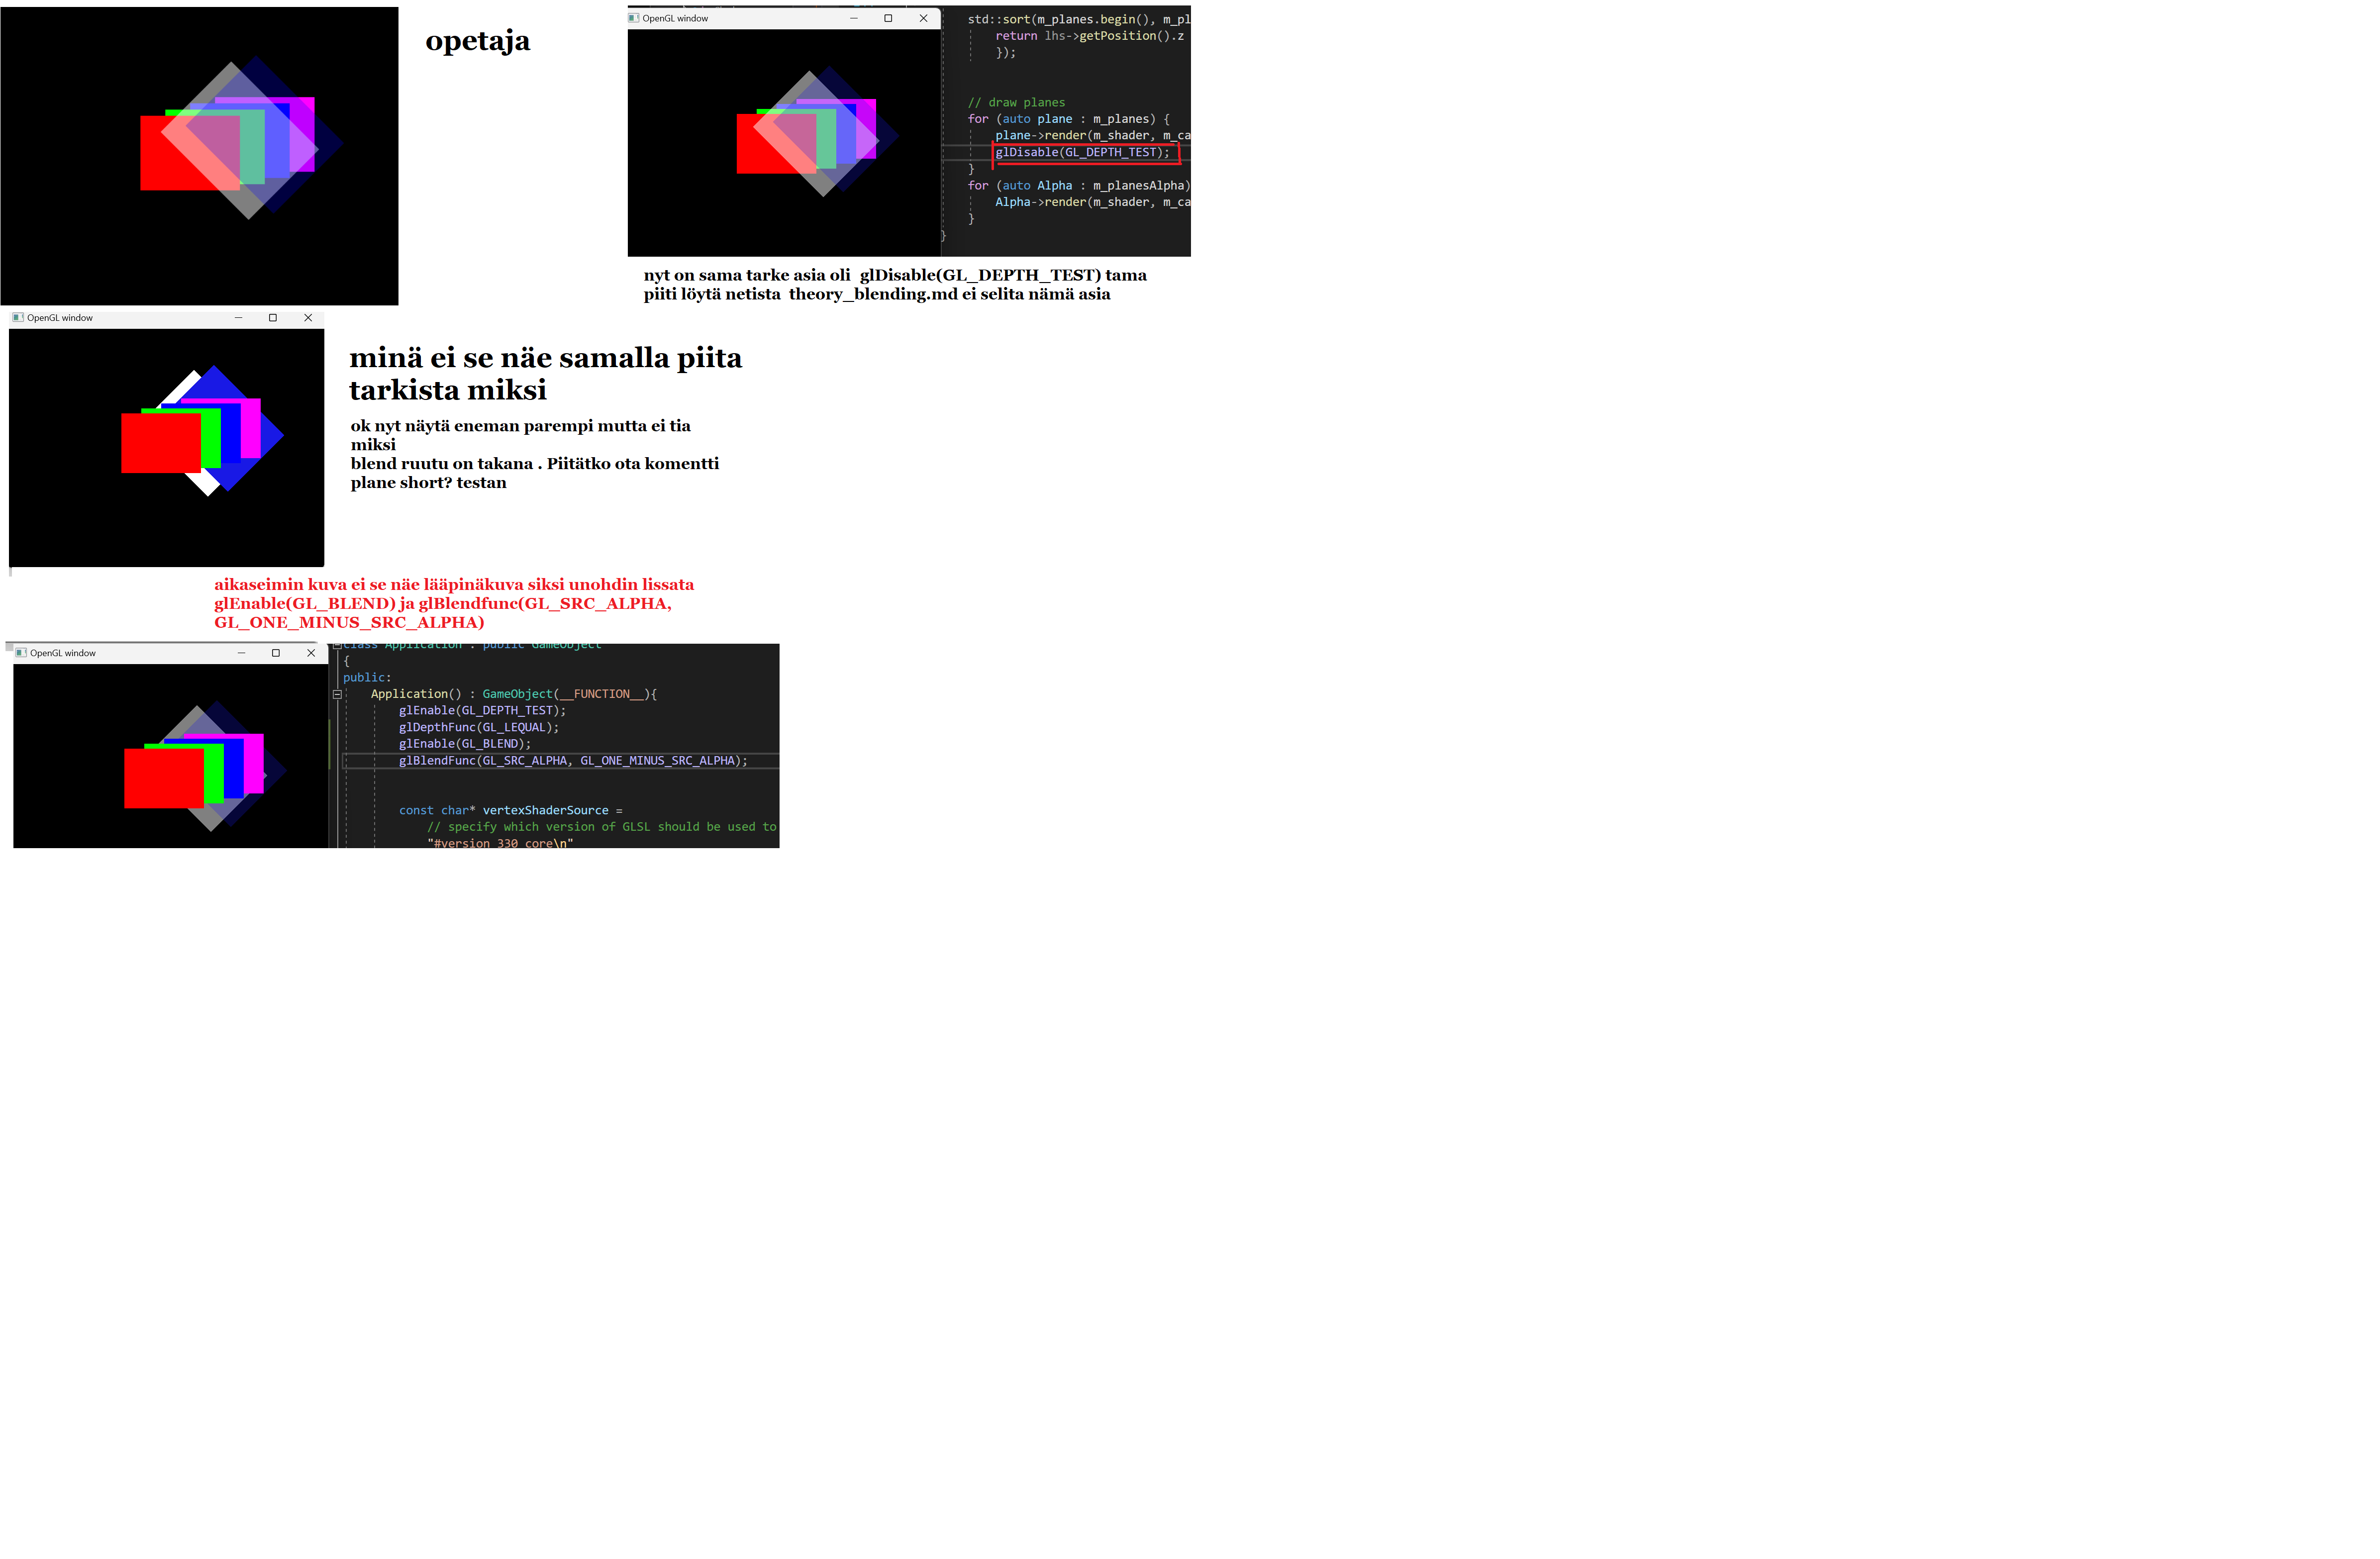 opetaja
OpenGL window
std::sort(m_planes.begin(), m_pl
return lhs->getPosition().z
});
// draw planes
for (auto plane : m_planes) {
plane->render(m_shader, m_ca
glDisable(GL_DEPTH_TEST);
}
for (auto Alpha : m_planesAlpha)
Alpha->render(m_shader, m_ca
}
}
nyt on sama tarke asia oli  glDisable(GL_DEPTH_TEST) tama
piiti löytä netista  theory_blending.md ei selita nämä asia
OpenGL window
minä ei se näe samalla piita
tarkista miksi
ok nyt näytä eneman parempi mutta ei tia
miksi
blend ruutu on takana . Piitätko ota komentti
plane short? testan
aikaseimin kuva ei se näe lääpinäkuva siksi unohdin lissata
glEnable(GL_BLEND) ja glBlendfunc(GL_SRC_ALPHA,
GL_ONE_MINUS_SRC_ALPHA)
OpenGL window
class Application : public GameObject
{
public:
Application() : GameObject(__FUNCTION__){
glEnable(GL_DEPTH_TEST);
glDepthFunc(GL_LEQUAL);
glEnable(GL_BLEND);
glBlendFunc(GL_SRC_ALPHA, GL_ONE_MINUS_SRC_ALPHA);
const char* vertexShaderSource =
// specify which version of GLSL should be used to
"#version 330 core\n"